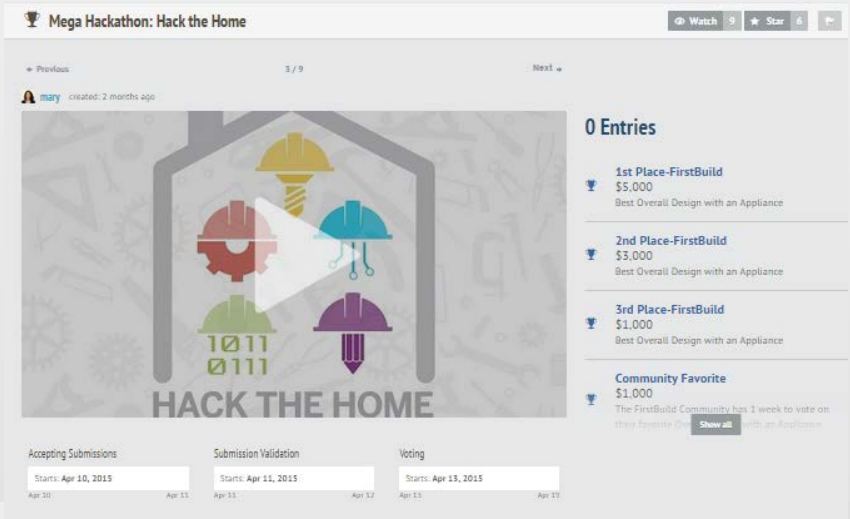 Mega Hackathon: Hack the Home
Watch 9 Star 6
Previous
3 / 9
Next
mary created: 2 months ago
1011
0111
HACK THE HOME
0 Entries
1st Place-FirstBuild
$5,000
Best Overall Design with an Appliance
2nd Place-FirstBuild
$3,000
Best Overall Design with an Appliance
3rd Place-FirstBuild
$1,000
Best Overall Design with an Appliance
Community Favorite
$1,000
The FirstBuild Community has 1 week to vote on
their favorite with an Appliance
Show all
Accepting Submissions
Starts: Apr 10, 2015
Apr 10 Apr 11
Submission Validation
Starts: Apr 11, 2015
Apr 11 Apr 12
Voting
Starts: Apr 13, 2015
Apr 13